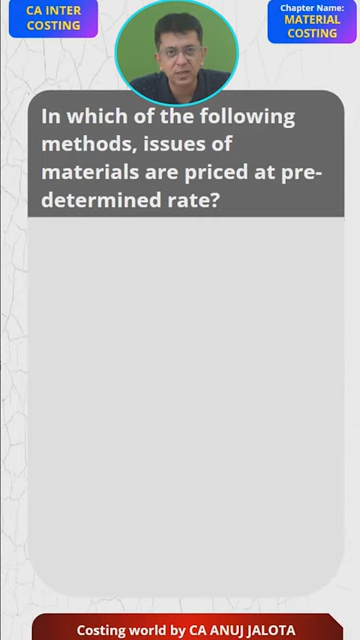 CA INTER
COSTING
Chapter Name:
MATERIAL
COSTING
In which of the following
methods, issues of
materials are priced at pre-
determined rate?
Costing world by CA ANUJ JALOTA